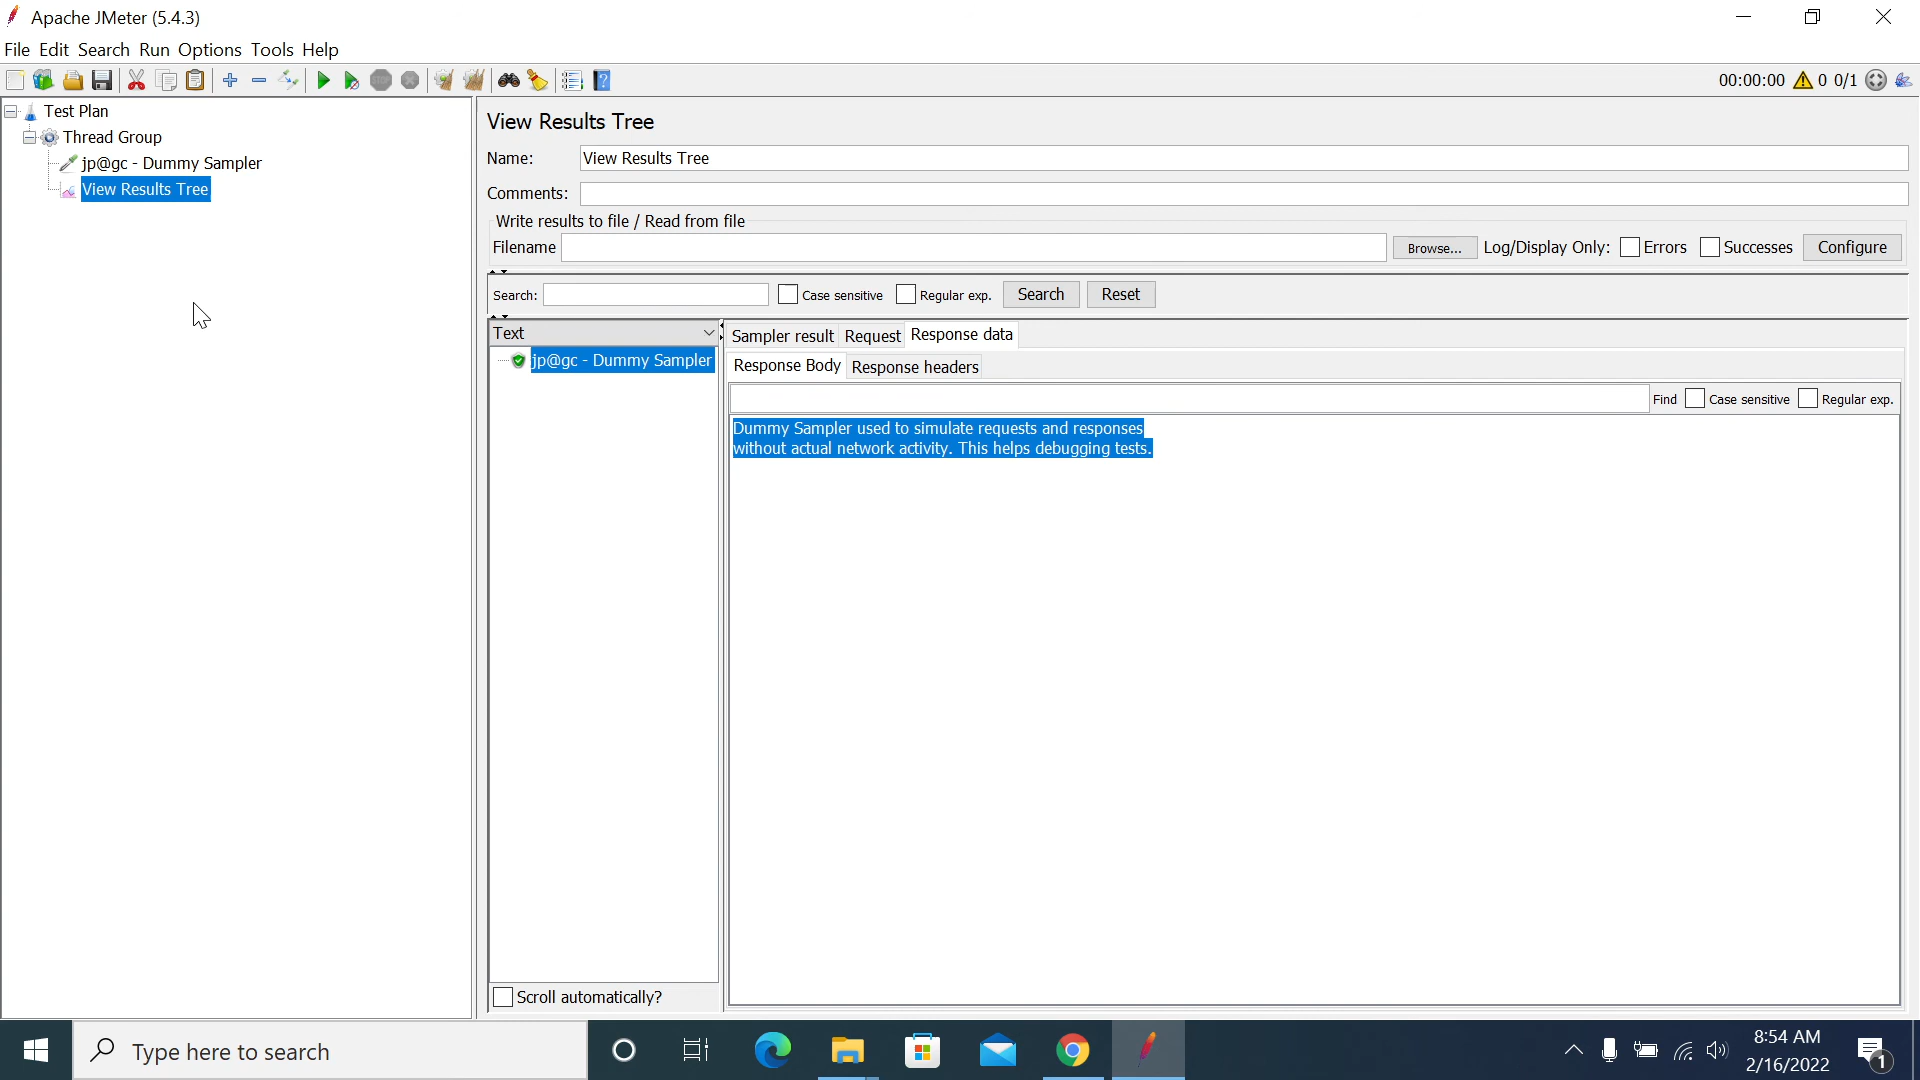 Apache JMeter (5.4.3)
File Edit Search Run Options Tools Help
00:00:00 0 0/1
Test Plan
Thread Group
jp@gc - Dummy Sampler
View Results Tree
View Results Tree
Name: View Results Tree
Comments:
Write results to file / Read from file
Filename Browse... Log/Display Only: Errors Successes Configure
Search: Case sensitive Regular exp. Search Reset
Text
jp@gc - Dummy Sampler
Scroll automatically?
Sampler result Request Response data
Response Body Response headers
Find Case sensitive Regular exp.
Dummy Sampler used to simulate requests and responses
without actual network activity. This helps debugging tests.
Type here to search
8:54 AM
2/16/2022
1